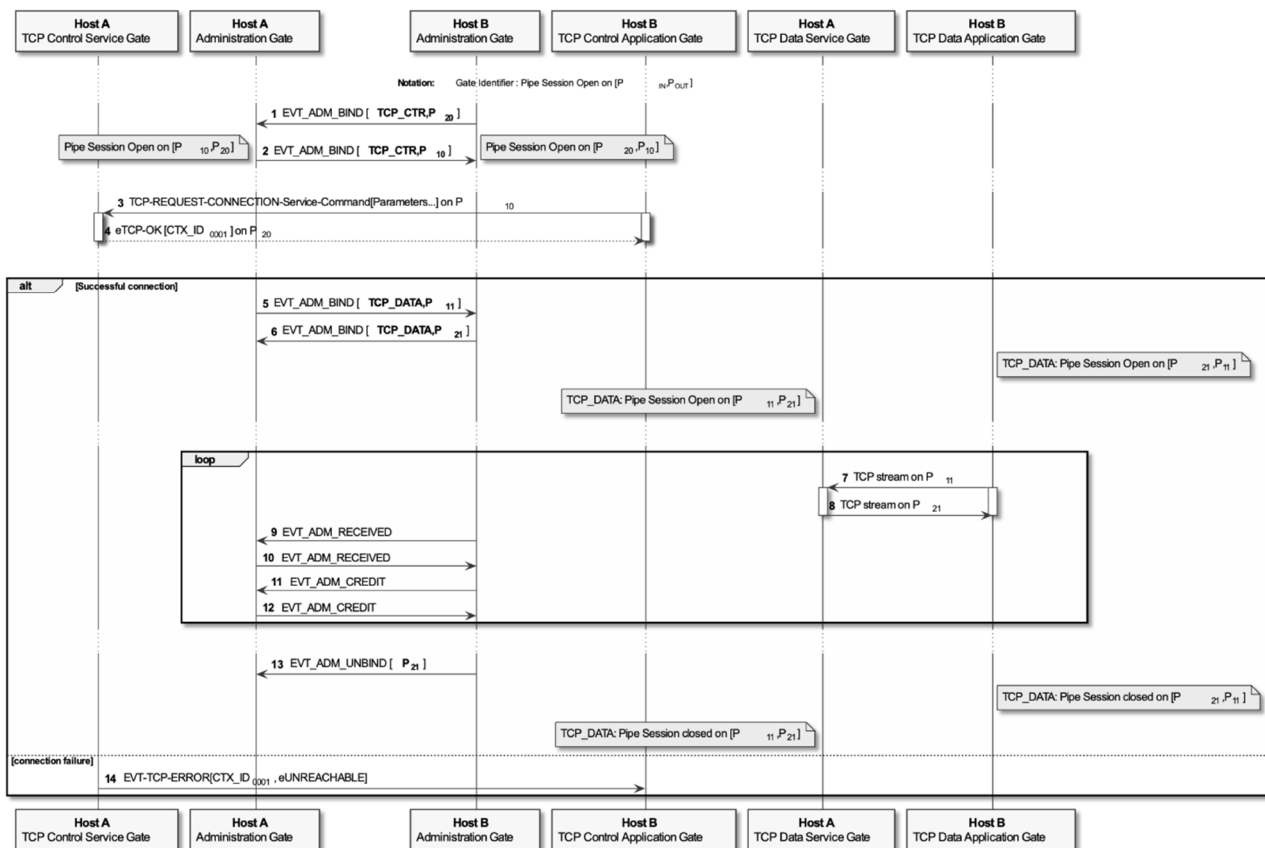 Host A
TCP Control Service Gate
Host A
Administration Gate
Host B
Administration Gate
Host B
TCP Control Application Gate
Host A
TCP Data Service Gate
Host B
TCP Data Application Gate
Notation: Gate Identifier : Pipe Session Open on [P IN,POUT]
1 EVT_ADM_BIND [ TCP_CTR,P 20 ]
Pipe Session Open on [P 10,P20]
2 EVT_ADM_BIND [ TCP_CTR,P 10 ]
Pipe Session Open on [P 20,P10]
3 TCP-REQUEST-CONNECTION-Service-Command[Parameters...] on P 10
4 eTCP-OK [CTX_ID 0001 ] on P 20
alt [Successful connection]
5 EVT_ADM_BIND [ TCP_DATA,P 11 ]
6 EVT_ADM_BIND [ TCP_DATA,P 21 ]
TCP_DATA: Pipe Session Open on [P 21,P11]
TCP_DATA: Pipe Session Open on [P 11,P21]
loop
7 TCP stream on P 11
8 TCP stream on P 21
9 EVT_ADM_RECEIVED
10 EVT_ADM_RECEIVED
11 EVT_ADM_CREDIT
12 EVT_ADM_CREDIT
13 EVT_ADM_UNBIND [ P 21 ]
TCP_DATA: Pipe Session closed on [P 21,P11]
TCP_DATA: Pipe Session closed on [P 11,P21]
[connection failure]
14 EVT-TCP-ERROR[CTX_ID 0001 , eUNREACHABLE]
Host A
TCP Control Service Gate
Host A
Administration Gate
Host B
Administration Gate
Host B
TCP Control Application Gate
Host A
TCP Data Service Gate
Host B
TCP Data Application Gate